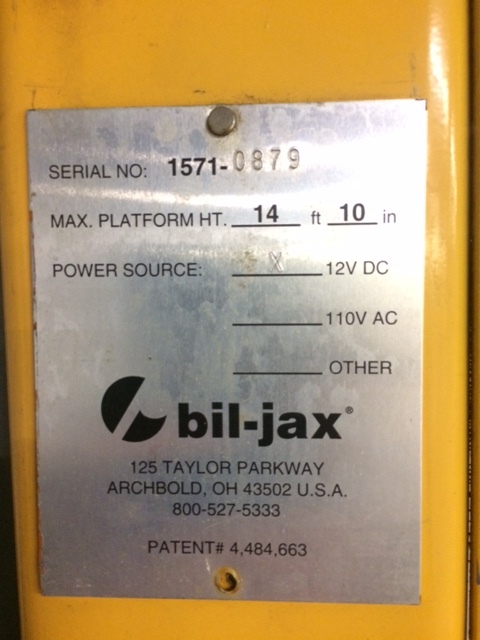 SERIAL NO: 1571-0879
MAX. PLATFORM HT. 14 ft 10 in
POWER SOURCE: X 12V DC
110V AC
OTHER
bil-jax®
125 TAYLOR PARKWAY
ARCHBOLD, OH 43502 U.S.A.
800-527-5333
PATENT# 4,484,663